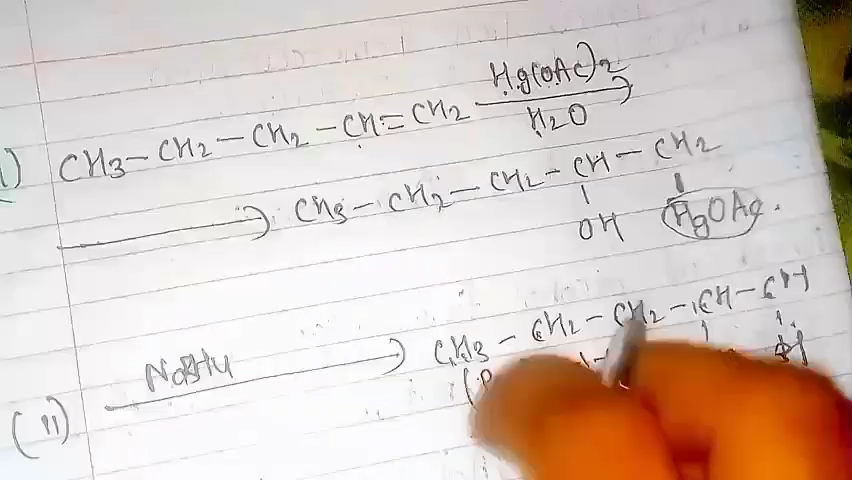 Hg(OAc)2
CH3-CH2-CH2-CH=CH2
H2O
CH3-CH2-CH2-CH-CH2
OH HgOAc.
CH3-CH2-CH2-CH-CH
NaBH4
(II)